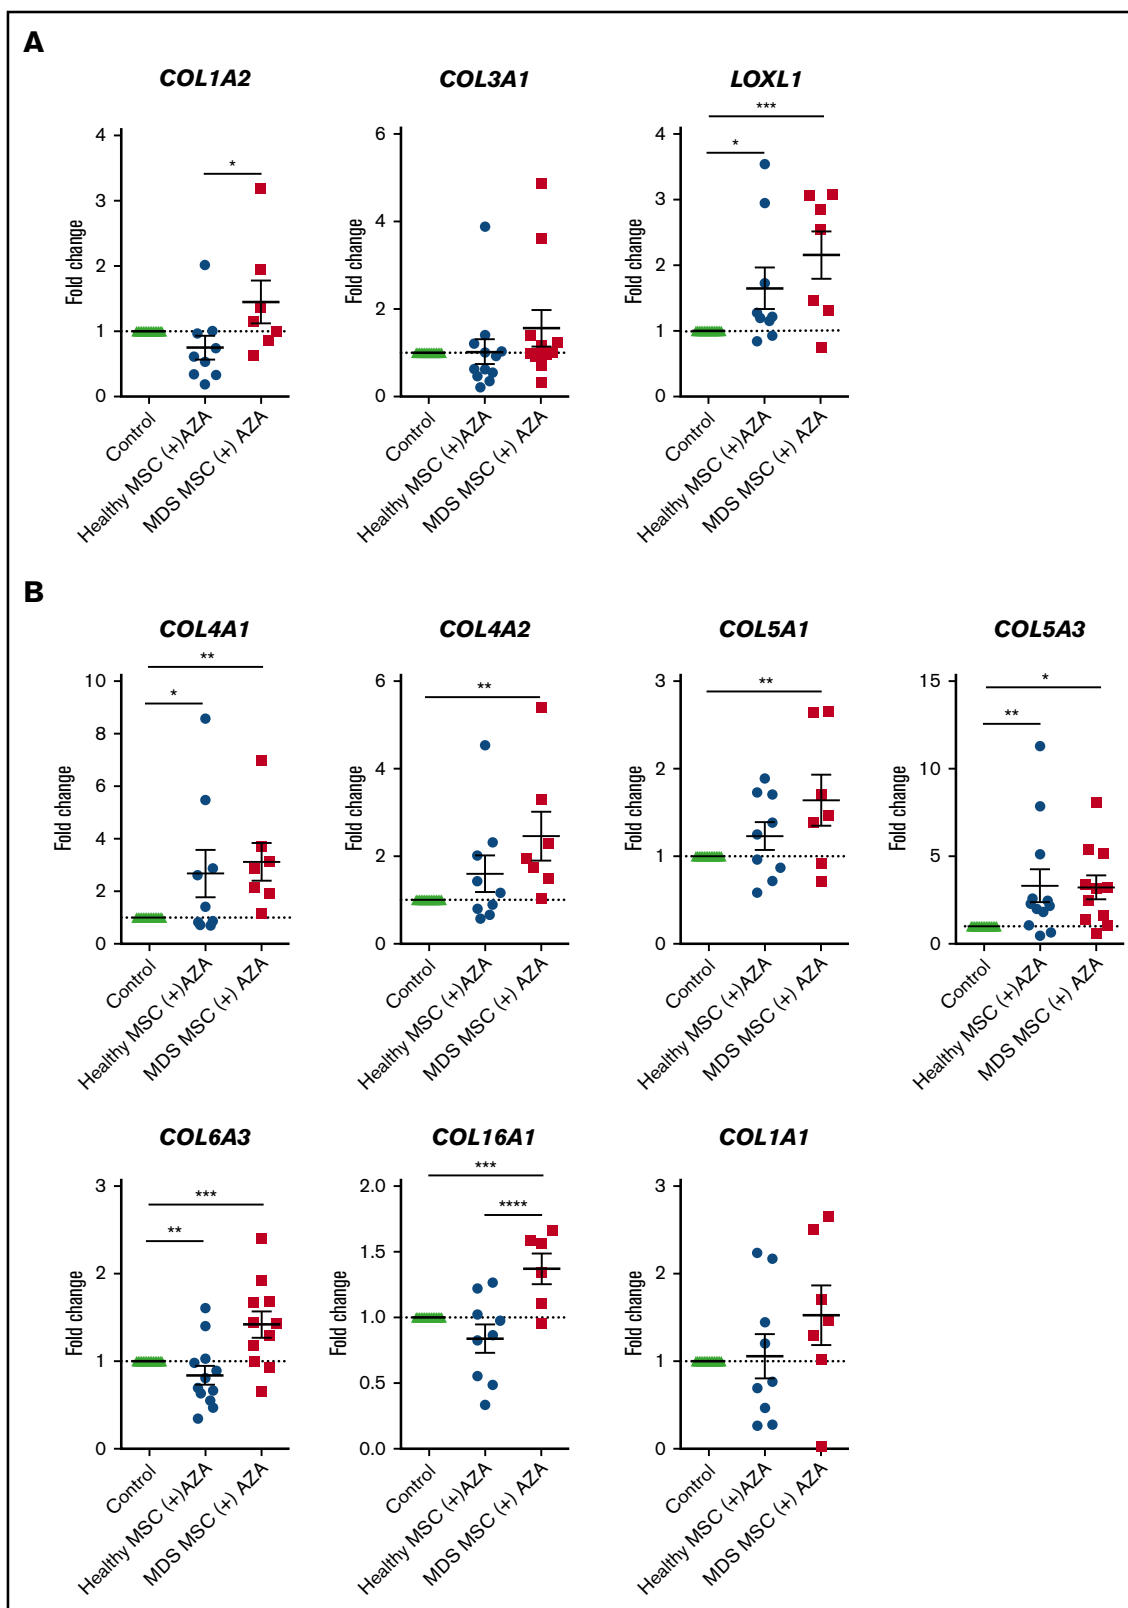 A
COL1A2
COL3A1
LOXL1
***
*
*
Fold change
4
3
2
1
0
Fold change
6
4
2
0
Fold change
4
3
2
1
0
Control
Healthy MSC (+)AZA
MDS MSC (+) AZA
Control
Healthy MSC (+)AZA
MDS MSC (+) AZA
Control
Healthy MSC (+)AZA
MDS MSC (+) AZA
B
COL4A1
COL4A2
COL5A1
COL5A3
**
*
**
**
*
**
Fold change
10
8
6
4
2
0
Fold change
6
4
2
0
Fold change
3
2
1
0
Fold change
15
10
5
0
Control
Healthy MSC (+)AZA
MDS MSC (+) AZA
Control
Healthy MSC (+)AZA
MDS MSC (+) AZA
Control
Healthy MSC (+)AZA
MDS MSC (+) AZA
Control
Healthy MSC (+)AZA
MDS MSC (+) AZA
COL6A3
COL16A1
COL1A1
***
**
***
****
Fold change
3
2
1
0
Fold change
2.0
1.5
1.0
0.5
0.0
Fold change
3
2
1
0
Control
Healthy MSC (+)AZA
MDS MSC (+) AZA
Control
Healthy MSC (+)AZA
MDS MSC (+) AZA
Control
Healthy MSC (+)AZA
MDS MSC (+) AZA